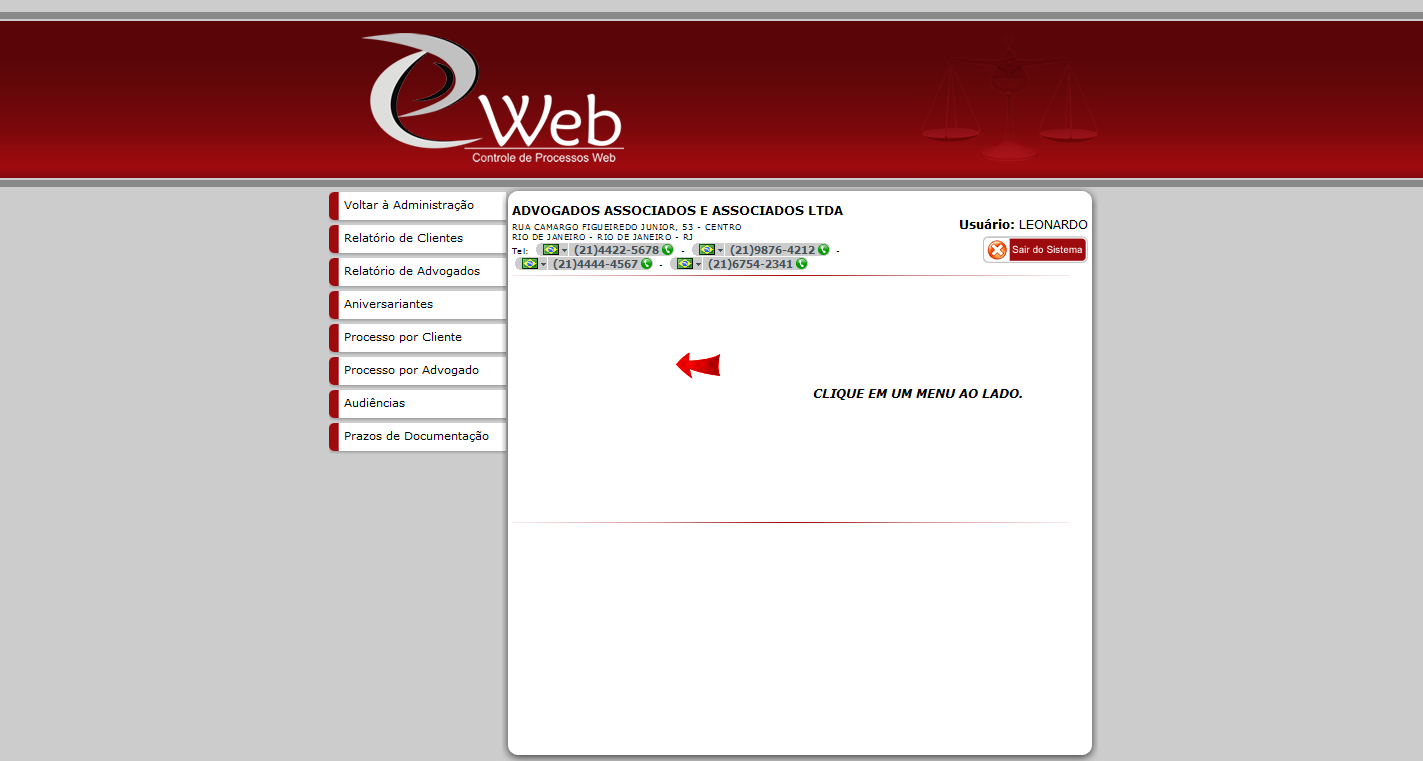 Web
Controle de Processos Web
Voltar à Administração
Relatório de Clientes
Relatório de Advogados
Aniversariantes
Processo por Cliente
Processo por Advogado
Audiências
Prazos de Documentação
ADVOGADOS ASSOCIADOS E ASSOCIADOS LTDA
RUA CAMARGO FIGUEIREDO JUNIOR, 53 - CENTRO
RIO DE JANEIRO - RIO DE JANEIRO - RJ
Tel: (21)4422-5678 - (21)9876-4212 -
(21)4444-4567 - (21)6754-2341
Usuário: LEONARDO
Sair do Sistema
CLIQUE EM UM MENU AO LADO.